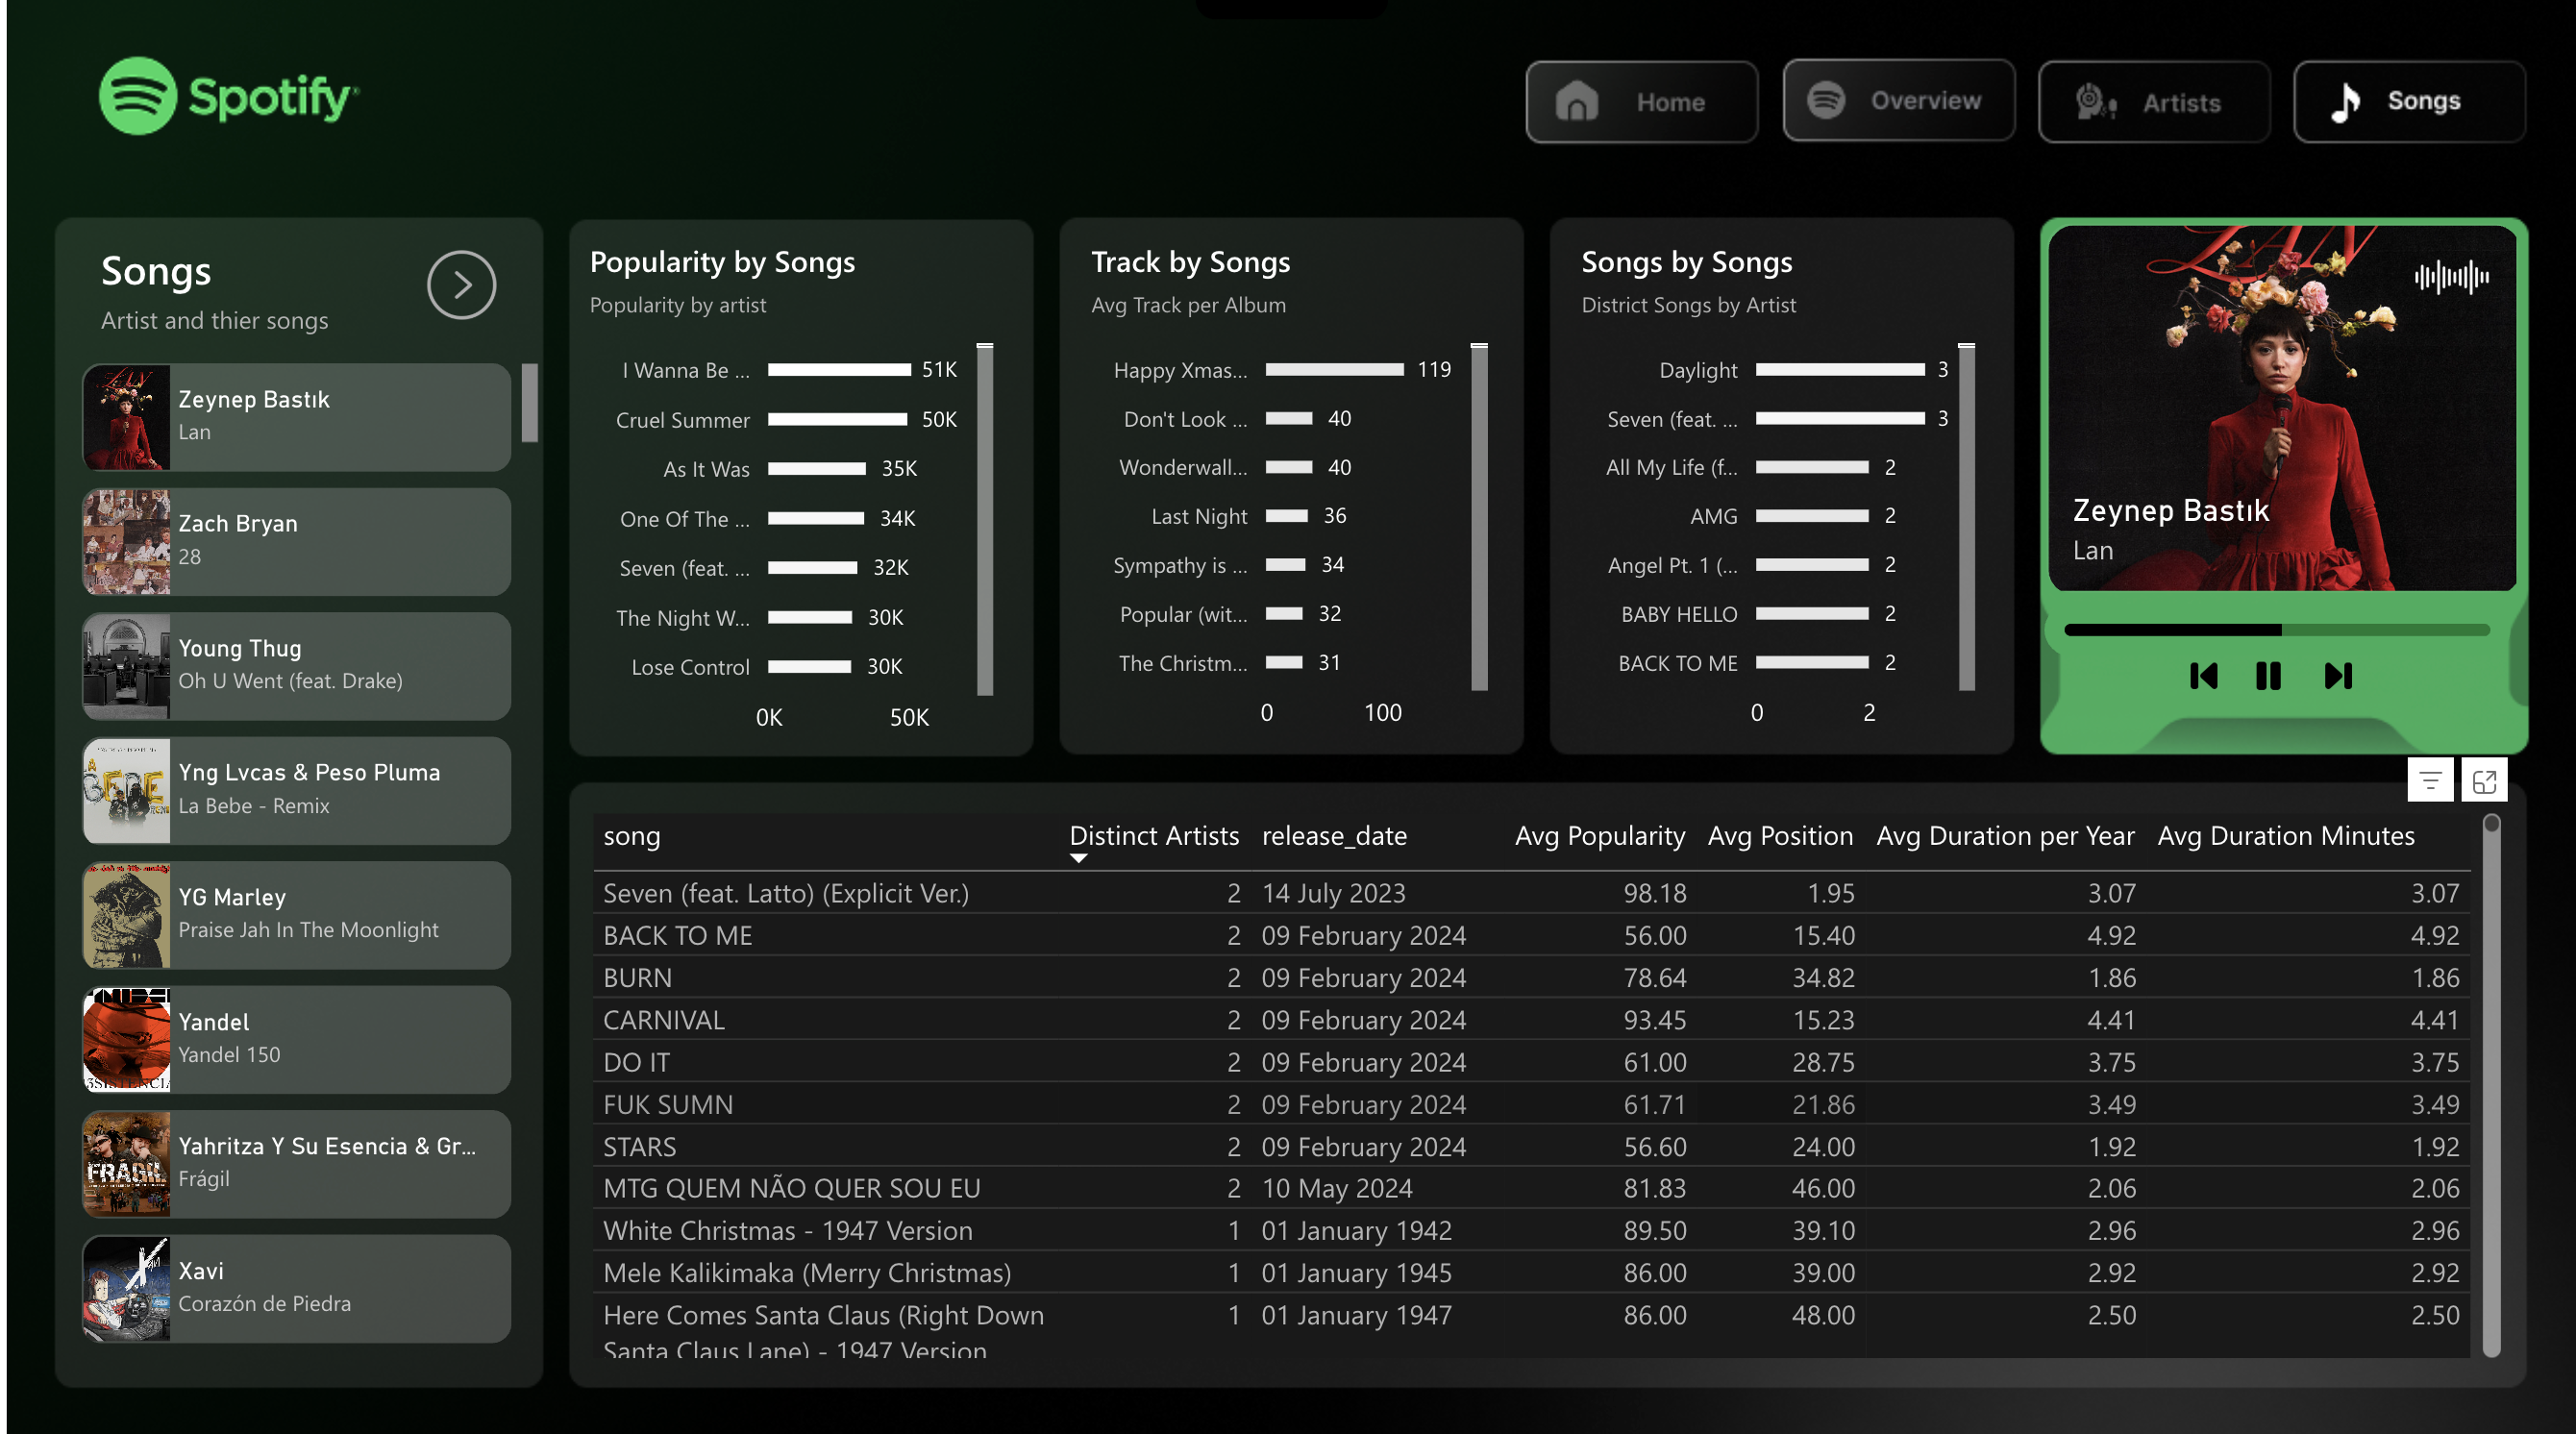 Spotify
Home
Overview
Artists
Songs
Songs
Artist and thier songs
Zeynep Bastık
Lan
Zach Bryan
28
Young Thug
Oh U Went (feat. Drake)
Yng Lvcas & Peso Pluma
La Bebe - Remix
YG Marley
Praise Jah In The Moonlight
Yandel
Yandel 150
Yahritza Y Su Esencia & Gr...
FRAGIL
Frágil
Xavi
Corazón de Piedra
Popularity by Songs
Popularity by artist
I Wanna Be ... 51K
Cruel Summer 50K
As It Was 35K
One Of The ... 34K
Seven (feat. ... 32K
The Night W... 30K
Lose Control 30K
0K 50K
Track by Songs
Avg Track per Album
Happy Xmas... 119
Don't Look ... 40
Wonderwall... 40
Last Night 36
Sympathy is ... 34
Popular (wit... 32
The Christm... 31
0 100
Songs by Songs
District Songs by Artist
Daylight 3
Seven (feat. ... 3
All My Life (f... 2
AMG 2
Angel Pt. 1 (... 2
BABY HELLO 2
BACK TO ME 2
0 2
Zeynep Bastık
Lan
song Distinct Artists release_date Avg Popularity Avg Position Avg Duration per Year Avg Duration Minutes
Seven (feat. Latto) (Explicit Ver.) 2 14 July 2023 98.18 1.95 3.07 3.07
BACK TO ME 2 09 February 2024 56.00 15.40 4.92 4.92
BURN 2 09 February 2024 78.64 34.82 1.86 1.86
CARNIVAL 2 09 February 2024 93.45 15.23 4.41 4.41
DO IT 2 09 February 2024 61.00 28.75 3.75 3.75
FUK SUMN 2 09 February 2024 61.71 21.86 3.49 3.49
STARS 2 09 February 2024 56.60 24.00 1.92 1.92
MTG QUEM NÃO QUER SOU EU 2 10 May 2024 81.83 46.00 2.06 2.06
White Christmas - 1947 Version 1 01 January 1942 89.50 39.10 2.96 2.96
Mele Kalikimaka (Merry Christmas) 1 01 January 1945 86.00 39.00 2.92 2.92
Here Comes Santa Claus (Right Down 1 01 January 1947 86.00 48.00 2.50 2.50
Santa Claus Lane) - 1947 Version